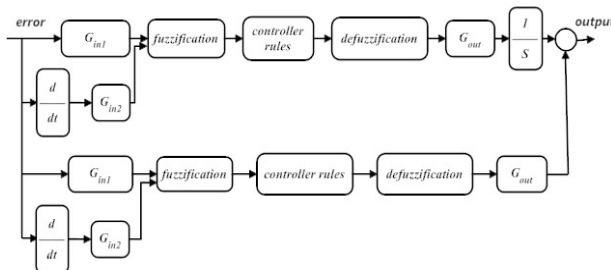 error
output
G_in1
fuzzification
controller
rules
defuzzification
G_out
1
S
d
dt
G_in2
G_in1
fuzzification
controller rules
defuzzification
G_out
d
dt
G_in2